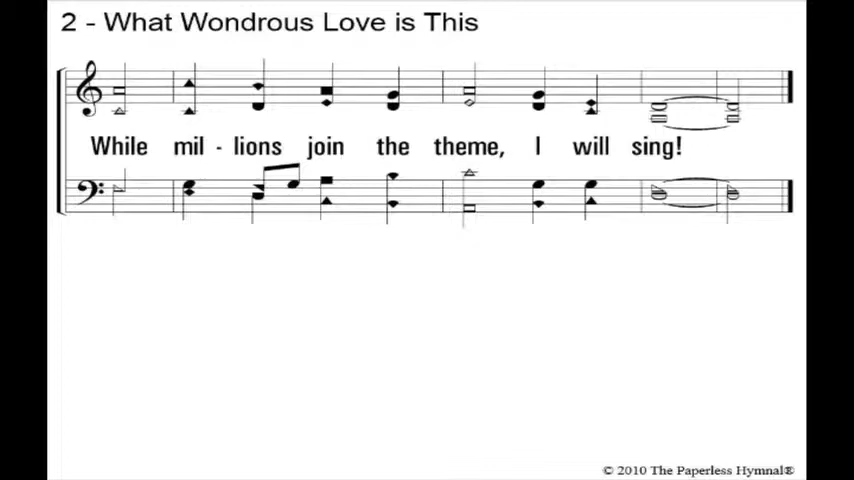 2 - What Wondrous Love is This
While mil - lions join the theme, I will sing!
© 2010 The Paperless Hymnal®